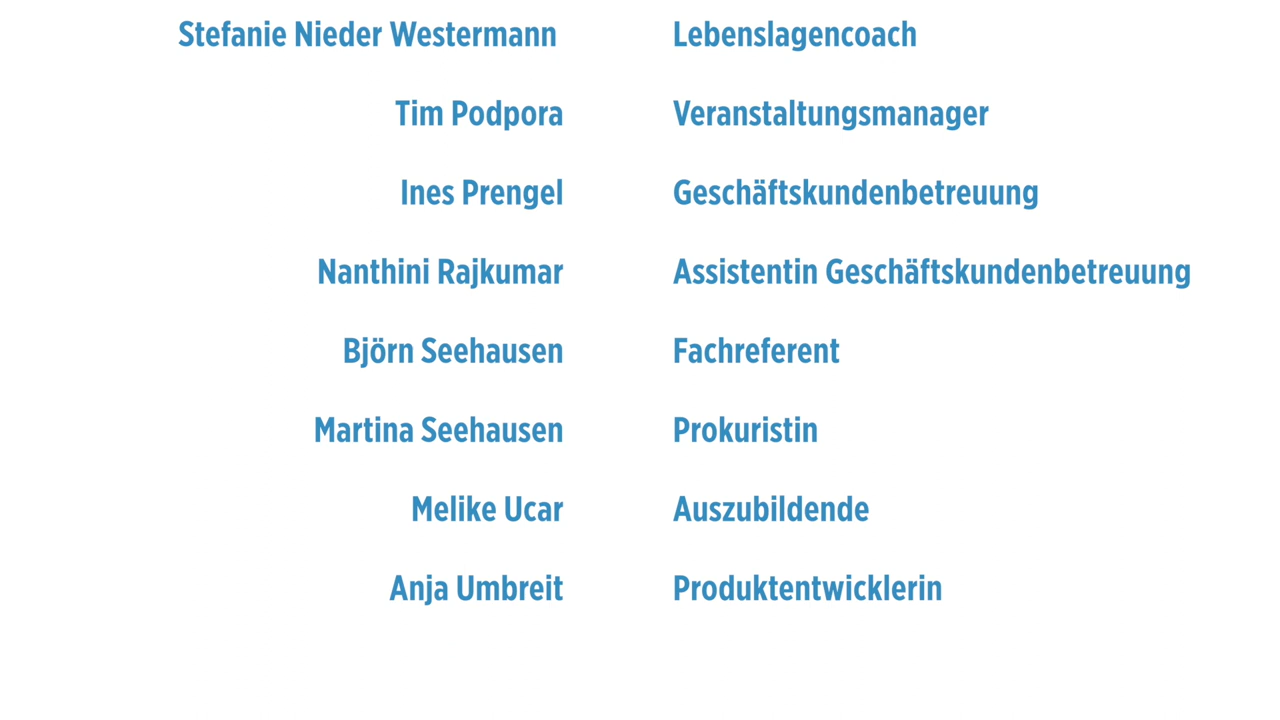 Stefanie Nieder Westermann Lebenslagencoach
Tim Podpora Veranstaltungsmanager
Ines Prengel Geschäftskundenbetreuung
Nanthini Rajkumar Assistentin Geschäftskundenbetreuung
Björn Seehausen Fachreferent
Martina Seehausen Prokuristin
Melike Ucar Auszubildende
Anja Umbreit Produktentwicklerin